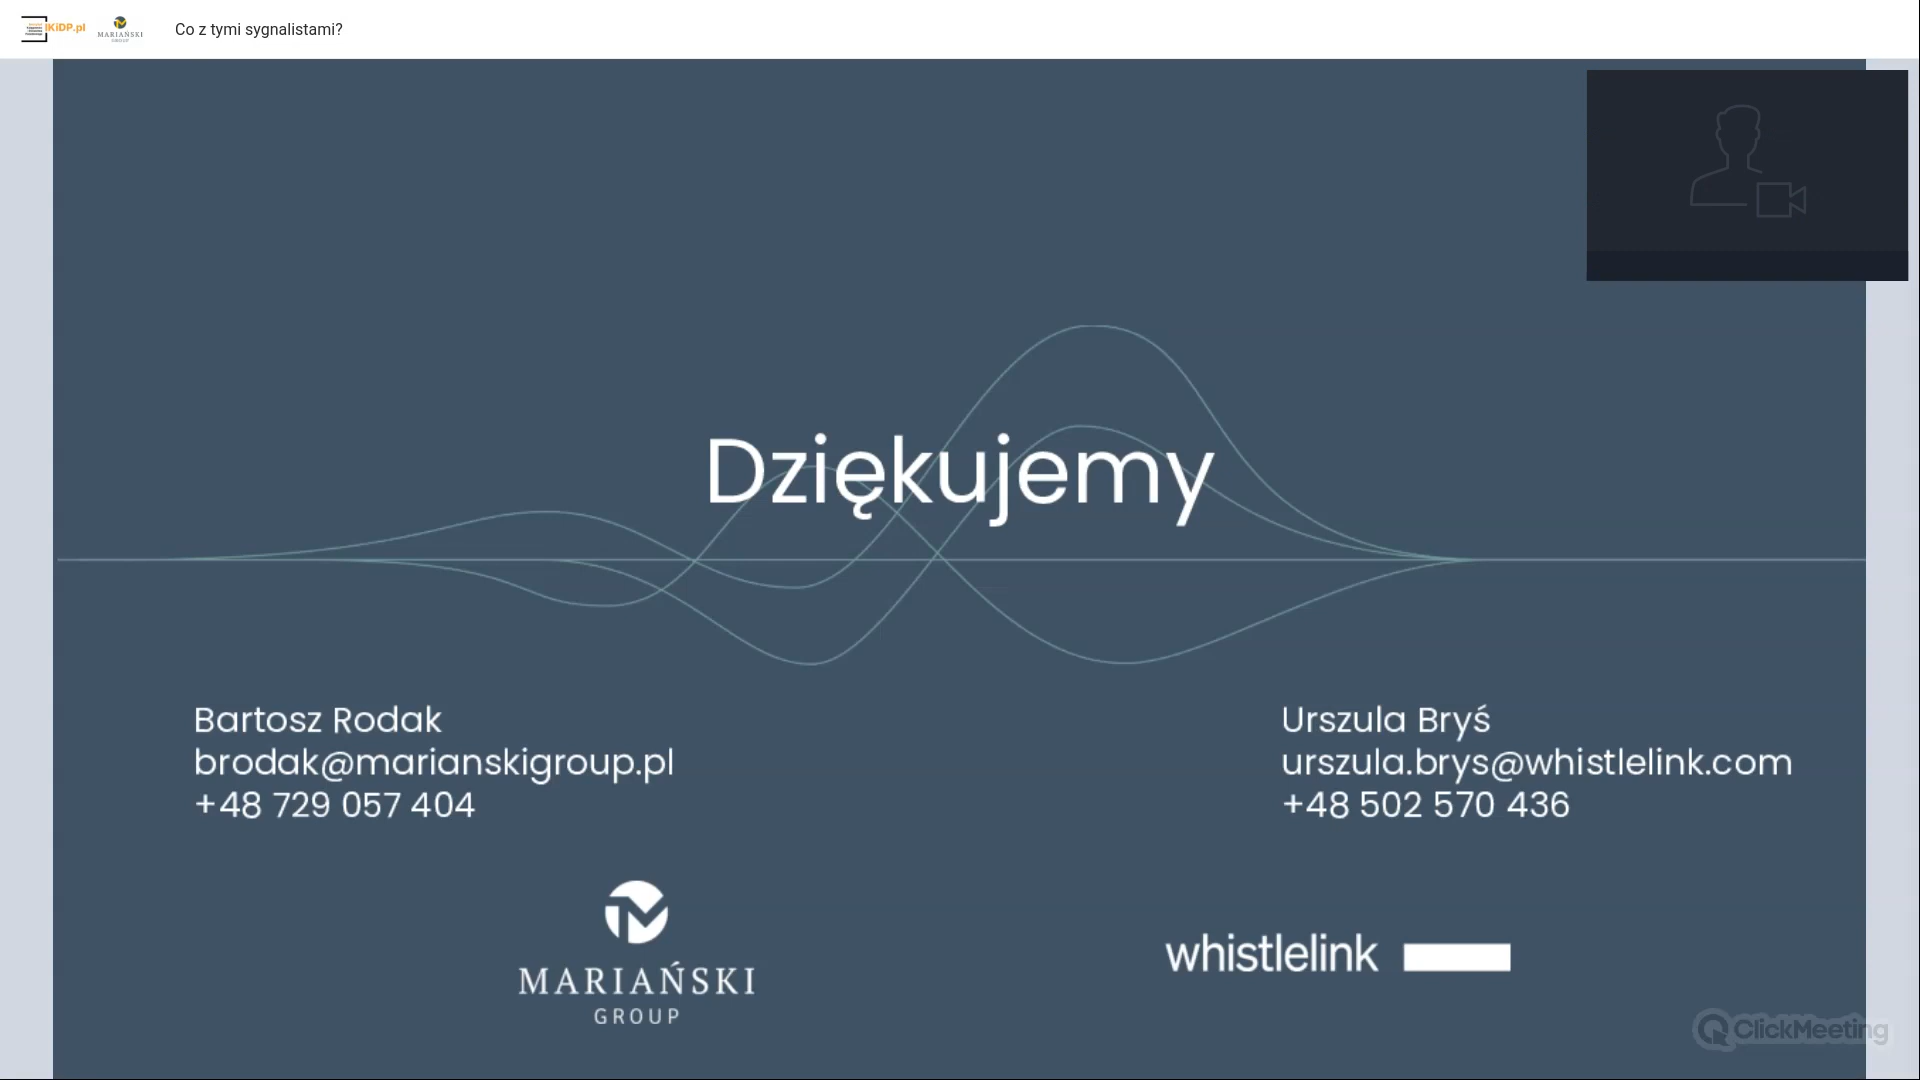 IKiDP.pl
MARIAŃSKI
GROUP
Co z tymi sygnalistami?
Dziękujemy
Bartosz Rodak
brodak@marianskigroup.pl
+48 729 057 404
Urszula Bryś
urszula.brys@whistlelink.com
+48 502 570 436
MARIAŃSKI
GROUP
whistlelink
ClickMeeting